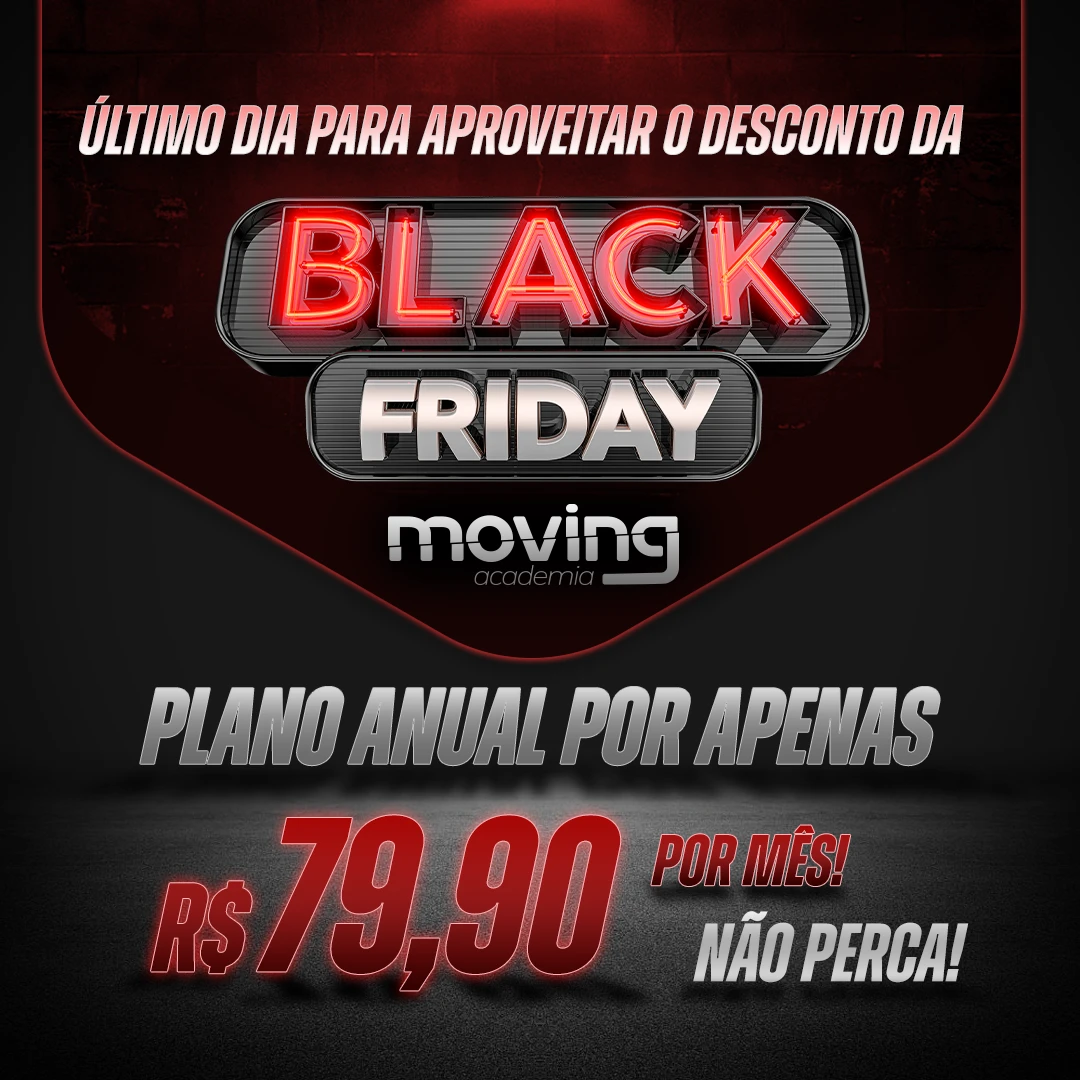 ÚLTIMO DIA PARA APROVEITAR O DESCONTO DA
BLACK
FRIDAY
moving
academia
PLANO ANUAL POR APENAS
R$ 79,90 POR MÊS!
NÃO PERCA!